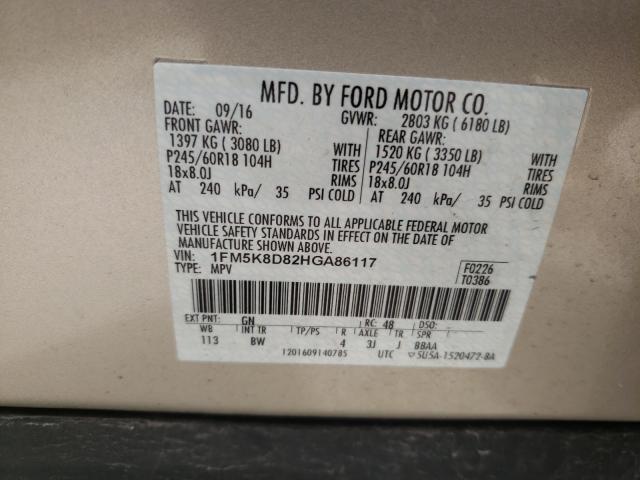 MFD. BY FORD MOTOR CO.
DATE: 09/16 GVWR: 2803 KG ( 6180 LB)
FRONT GAWR: REAR GAWR:
1397 KG ( 3080 LB) WITH 1520 KG ( 3350 LB) WITH
P245/60R18 104H TIRES P245/60R18 104H TIRES
18x8.0J RIMS 18x8.0J RIMS
AT 240 kPa/ 35 PSI COLD AT 240 kPa/ 35 PSI COLD
THIS VEHICLE CONFORMS TO ALL APPLICABLE FEDERAL MOTOR
VEHICLE SAFETY STANDARDS IN EFFECT ON THE DATE OF
MANUFACTURE SHOWN ABOVE.
VIN: 1FM5K8D82HGA86117 F0226
TYPE: MPV T0386
EXT PNT: GN RC: 48 DSO:
WB INT TR TP/PS R AXLE TR SPR
113 BW 4 3J J BBAA
1201609140785 UTC ▽5U5A-1520472-BA